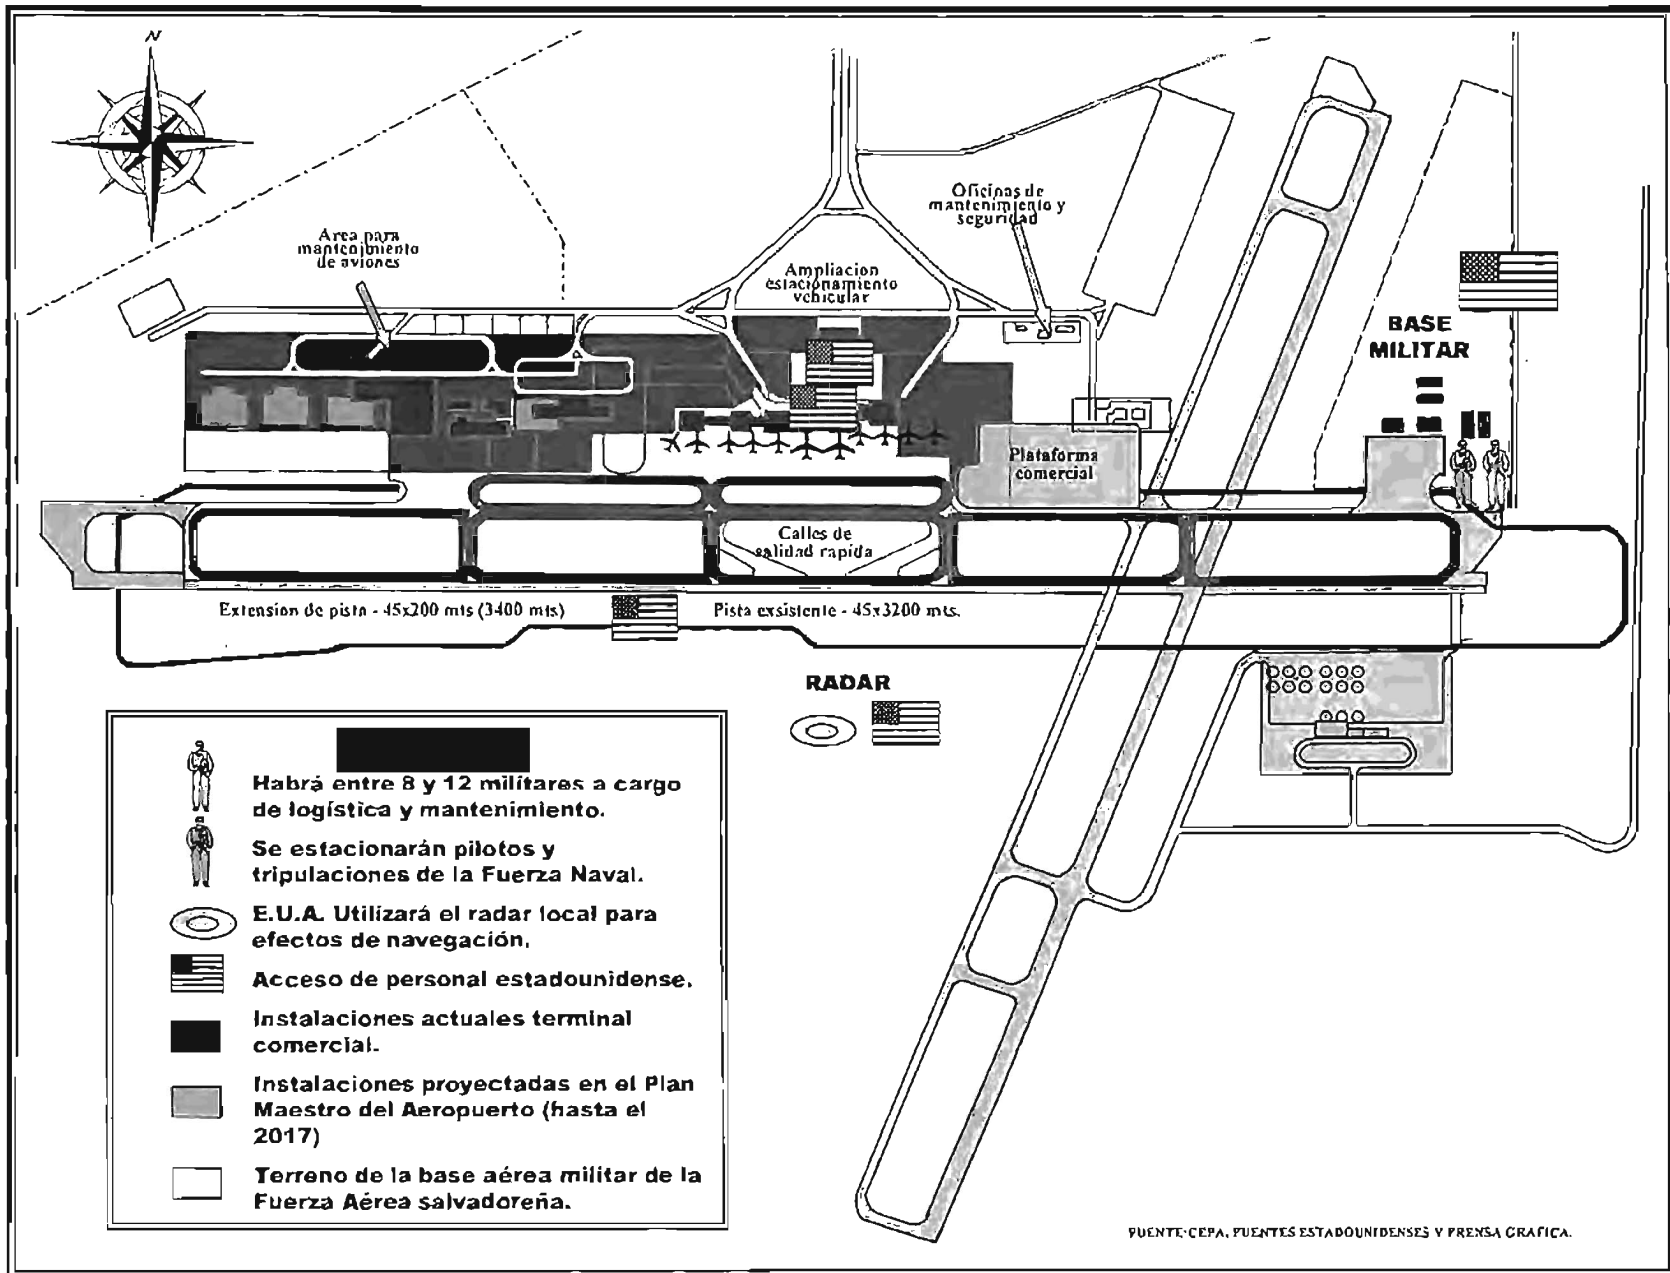 N
Area para
mantenimiento
de aviones
Ampliacion
estacionamiento
vehicular
Oficinas de
mantenimiento y
seguridad
BASE
MILITAR
Plataforma
comercial
Calles de
salidad rapida
Extension de pista - 45x200 mts (3400 mts)
Pista exsistente - 45x3200 mts.
RADAR
Habrá entre 8 y 12 militares a cargo
de logística y mantenimiento.
Se estacionarán pilotos y
tripulaciones de la Fuerza Naval.
E.U.A. Utilizará el radar local para
efectos de navegación.
Acceso de personal estadounidense.
Instalaciones actuales terminal
comercial.
Instalaciones proyectadas en el Plan
Maestro del Aeropuerto (hasta el
2017)
Terreno de la base aérea militar de la
Fuerza Aérea salvadoreña.
FUENTE:CEPA, FUENTES ESTADOUNIDENSES Y PRENSA GRAFICA.